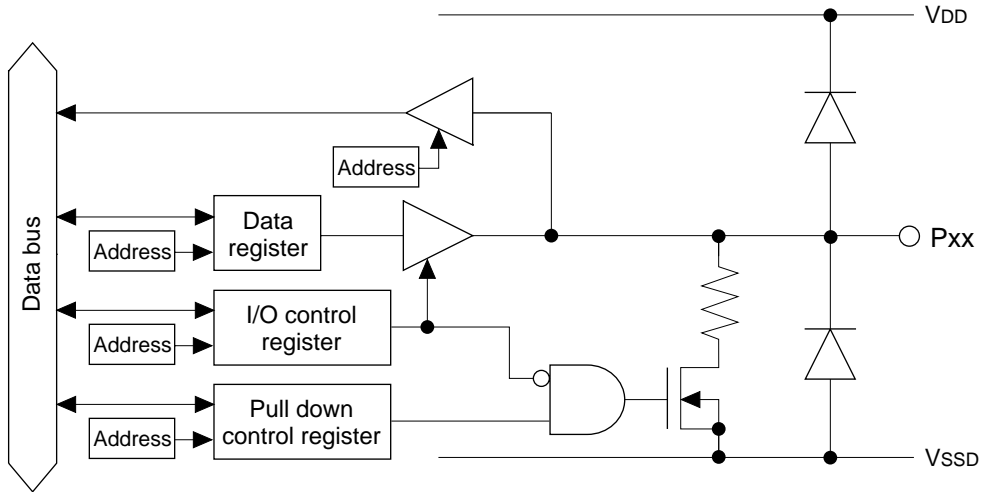 VDD
Address
Data bus
Data
register
Address
Pxx
I/O control
register
Address
Pull down
control register
Address
VSSD